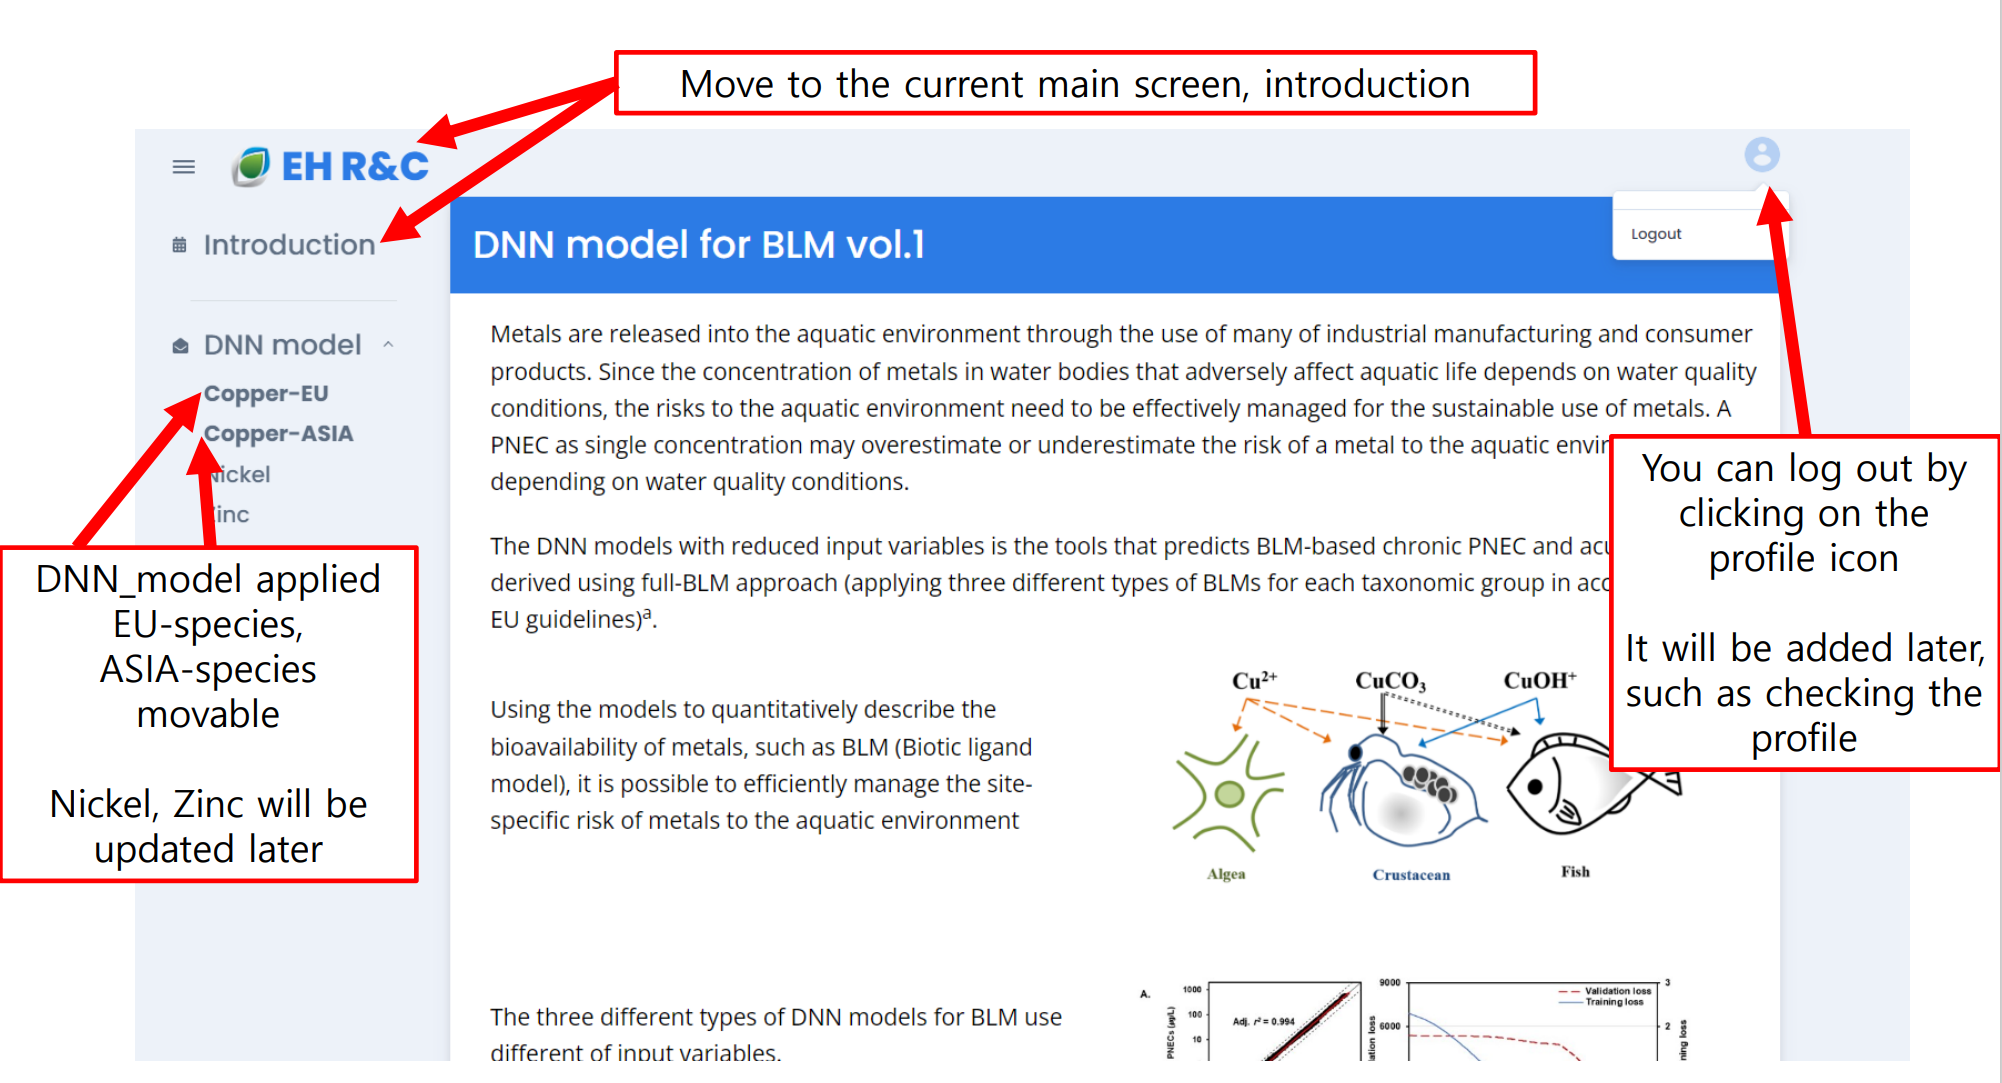 Move to the current main screen, introduction
EH R&C
Introduction
DNN model
Copper-EU
Copper-ASIA
Nickel
DNN_model applied
EU-species,
ASIA-species
movable
Nickel, Zinc will be
updated later
DNN model for BLM vol.1
Logout
Metals are released into the aquatic environment through the use of many of industrial manufacturing and consumer
products. Since the concentration of metals in water bodies that adversely affect aquatic life depends on water quality
conditions, the risks to the aquatic environment need to be effectively managed for the sustainable use of metals. A
PNEC as single concentration may overestimate or underestimate the risk of a metal to the aquatic
depending on water quality conditions.
The DNN models with reduced input variables is the tools that predicts BLM-based chronic PNEC and
derived using full-BLM approach (applying three different types of BLMs for each taxonomic group in
EU guidelines)ᵃ.
You can log out by
clicking on the
profile icon
It will be added later,
such as checking the
profile
Using the models to quantitatively describe the
bioavailability of metals, such as BLM (Biotic ligand
model), it is possible to efficiently manage the site-
specific risk of metals to the aquatic environment
Cu²⁺ CuCO₃ CuOH⁺
Algea Crustacean Fish
The three different types of DNN models for BLM use
different of input variables.
A.
1000
100
10
PNECs (µg/L)
Adj. r² = 0.994
9000
6000
loss
Validation loss
Training loss
3
2
loss